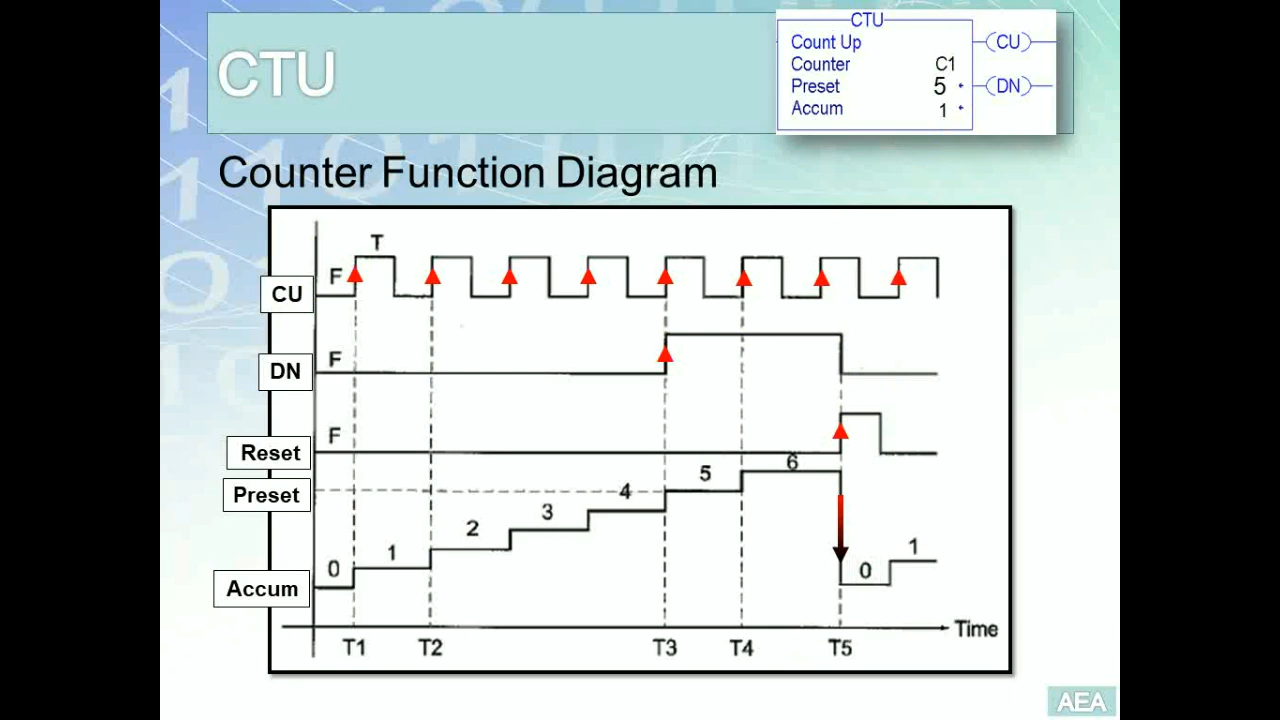 CTU
CTU
Count Up
CU
Counter C1
Preset 5
DN
Accum 1
Counter Function Diagram
T
F
CU
F
DN
F
Reset
6
5
Preset
4
3
2
1
1
0
0
Accum
Time
T1 T2 T3 T4 T5
AEA